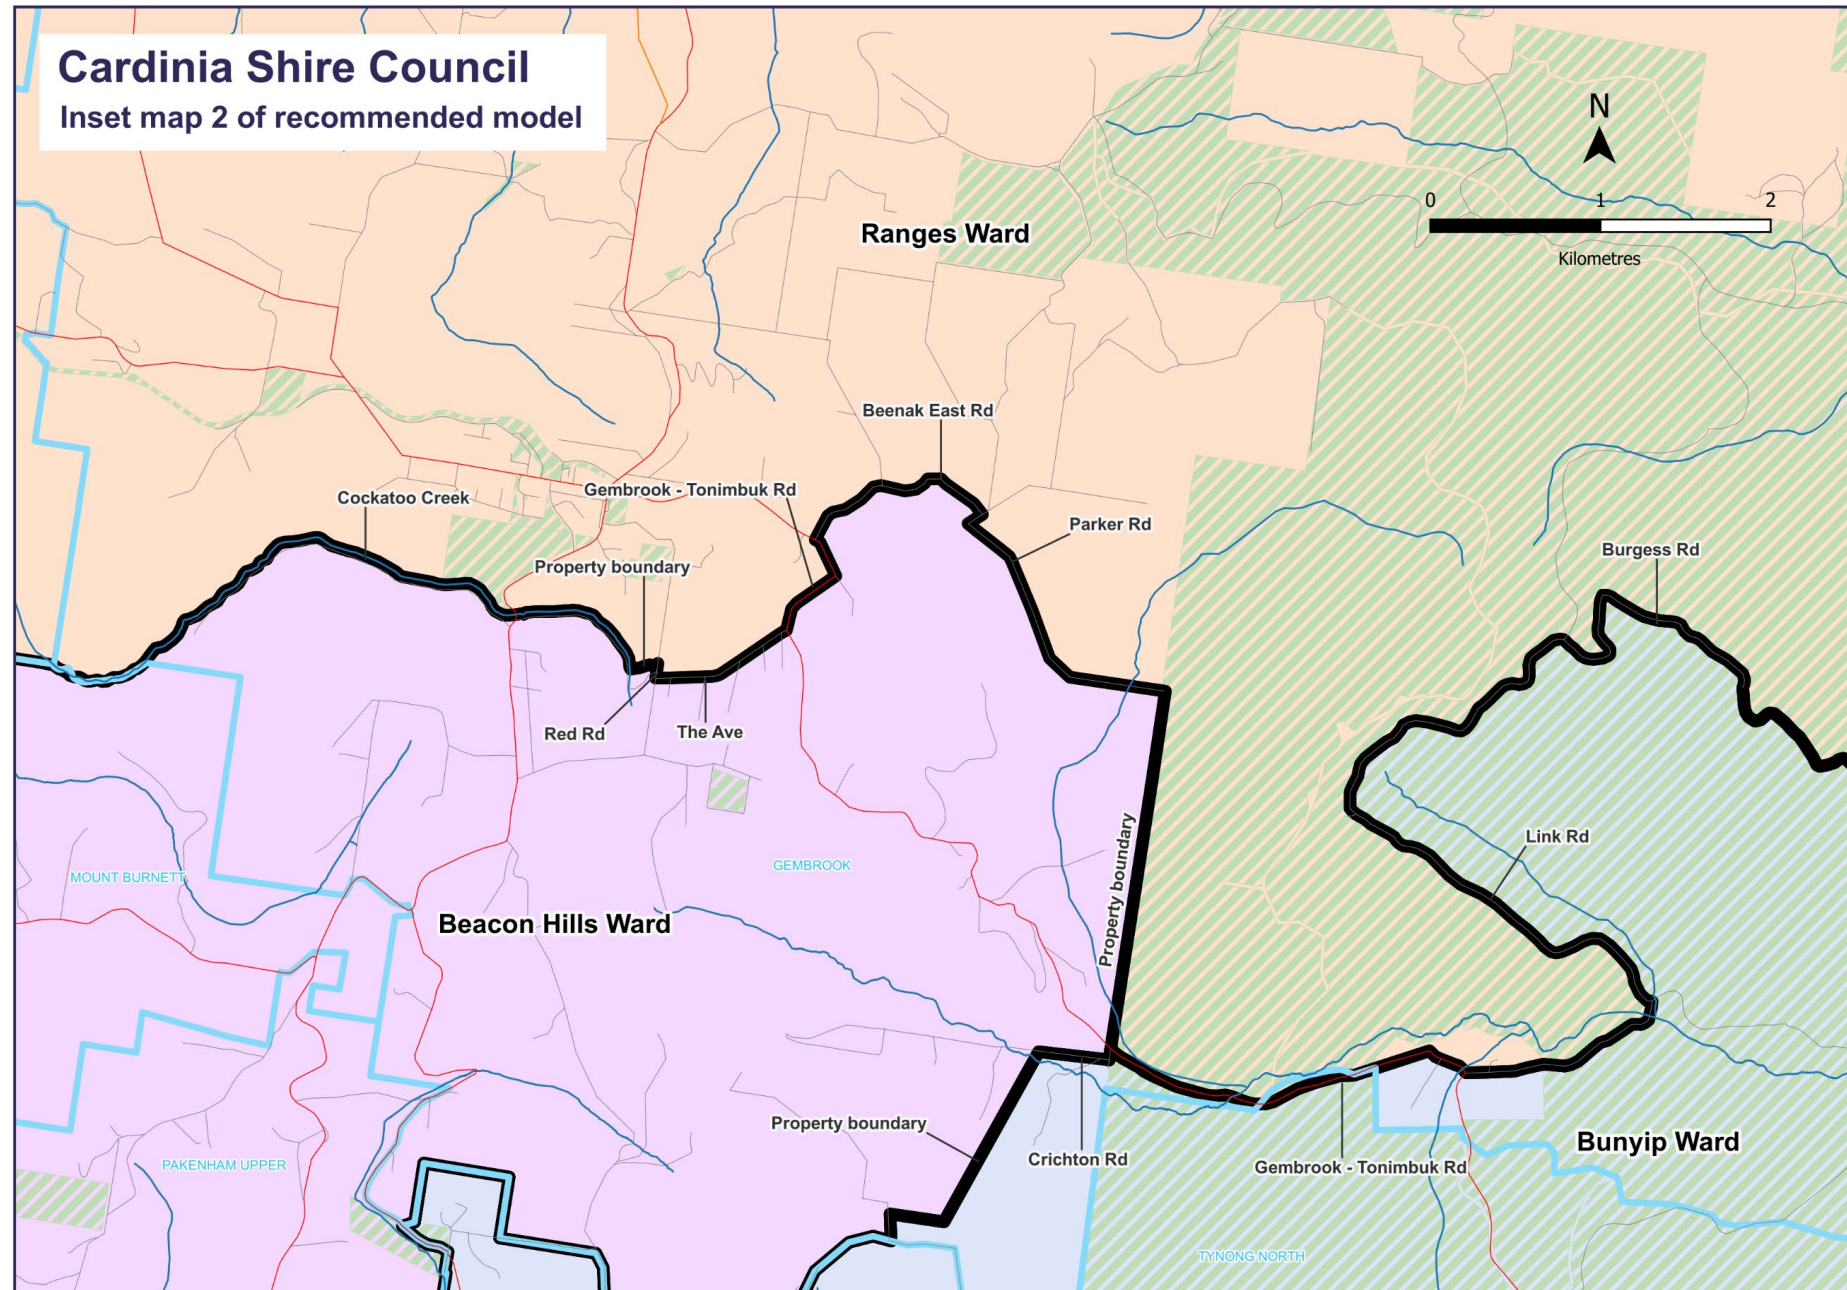 Cardinia Shire Council
Inset map 2 of recommended model
N
0 1 2
Kilometres
Ranges Ward
Beenak East Rd
Gembrook - Tonimbuk Rd
Cockatoo Creek
Parker Rd
Burgess Rd
Property boundary
Red Rd
The Ave
Link Rd
Property boundary
GEMBROOK
MOUNT BURNETT
Beacon Hills Ward
Property boundary
Bunyip Ward
Crichton Rd
Gembrook - Tonimbuk Rd
PAKENHAM UPPER
TYNONG NORTH